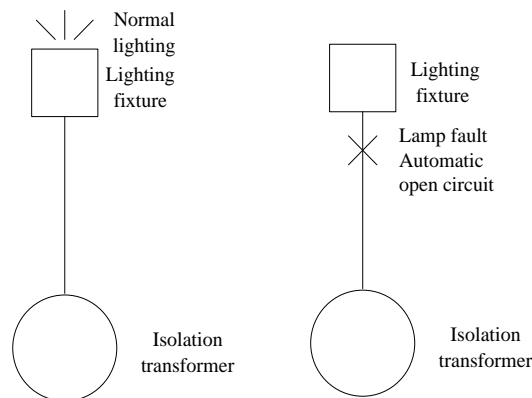 Normal
lighting
Lighting
fixture
Isolation
transformer
Lighting
fixture
Lamp fault
Automatic
open circuit
Isolation
transformer